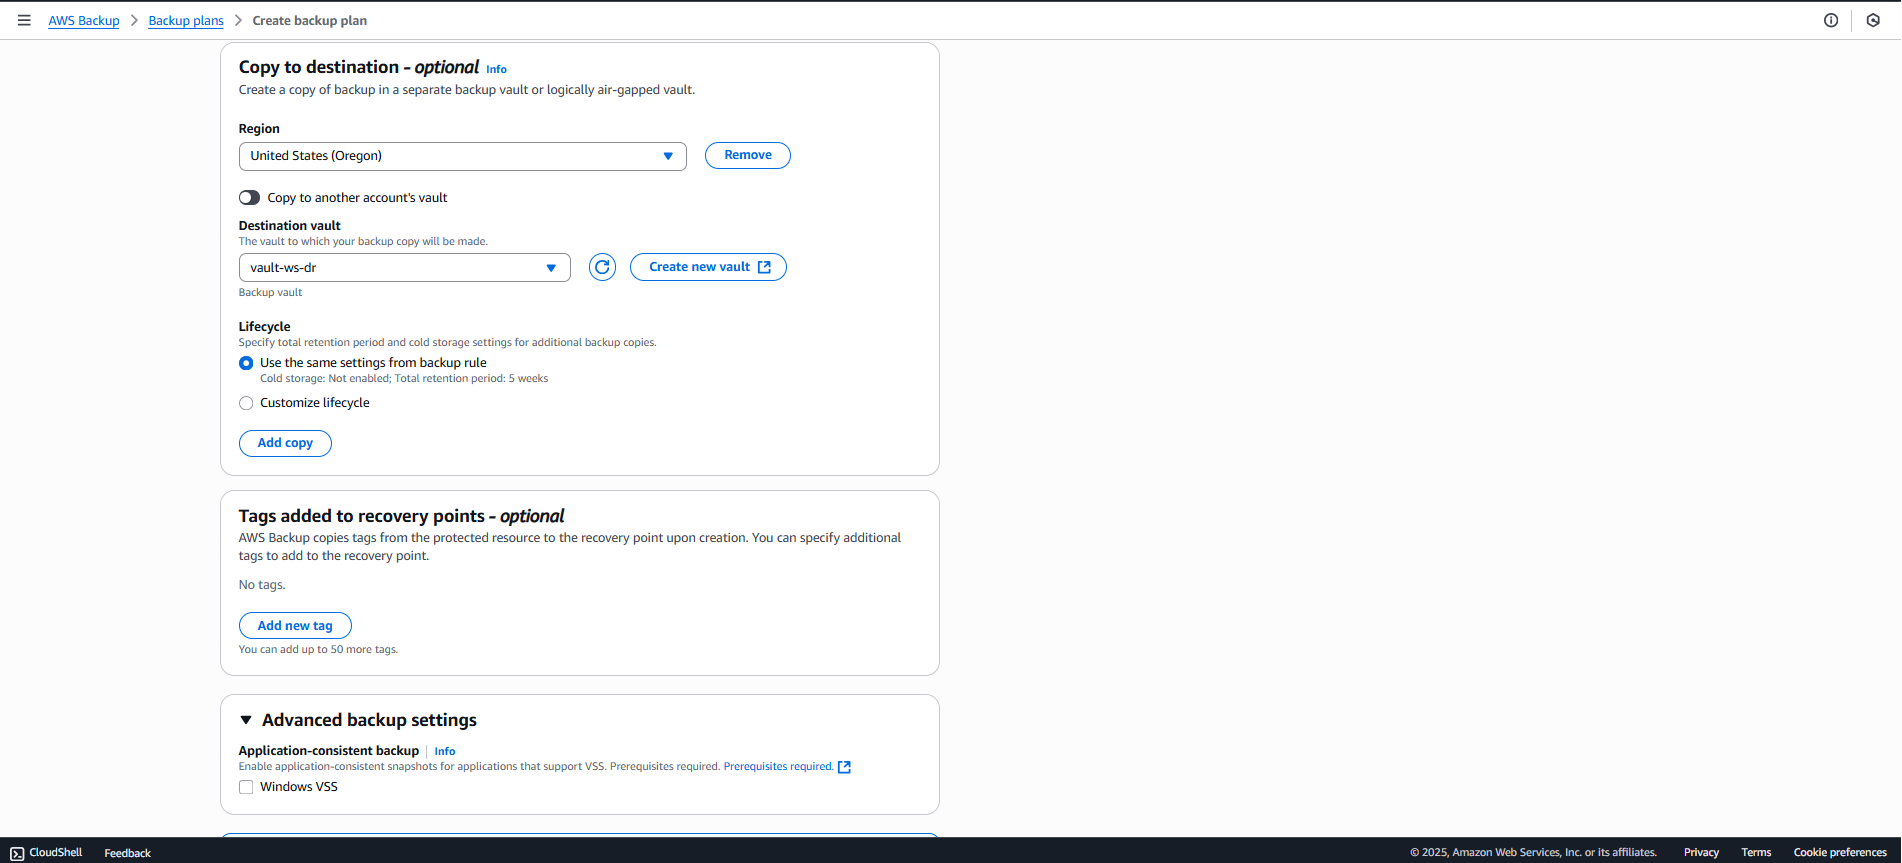 AWS Backup > Backup plans > Create backup plan
Copy to destination - optional Info
Create a copy of backup in a separate backup vault or logically air-gapped vault.
Region
United States (Oregon)
Remove
Copy to another account's vault
Destination vault
The vault to which your backup copy will be made.
vault-ws-dr
Create new vault
Backup vault
Lifecycle
Specify total retention period and cold storage settings for additional backup copies.
Use the same settings from backup rule
Cold storage: Not enabled; Total retention period: 5 weeks
Customize lifecycle
Add copy
Tags added to recovery points - optional
AWS Backup copies tags from the protected resource to the recovery point upon creation. You can specify additional
tags to add to the recovery point.
No tags.
Add new tag
You can add up to 50 more tags.
Advanced backup settings
Application-consistent backup Info
Enable application-consistent snapshots for applications that support VSS. Prerequisites required. Prerequisites required.
Windows VSS
CloudShell Feedback © 2025, Amazon Web Services, Inc. or its affiliates. Privacy Terms Cookie preferences